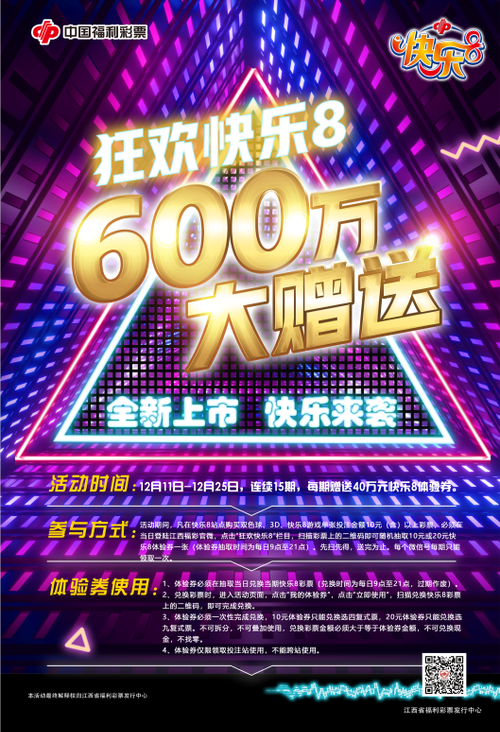 中国福利彩票
快乐8
狂欢快乐8
600万
大赠送
全新上市 快乐来袭
活动时间：12月11日-12月25日，连续15期，每期赠送40万元快乐8体验券。
参与方式：活动期间，凡在快乐8站点购买双色球、3D、快乐8游戏单张投注金额10元（含）以上彩票，必须在
当日登陆江西福彩官微，点击“狂欢快乐8”栏目，扫描彩票上的二维码即可随机抽取10元或20元快
乐8体验券一张（体验券抽取时间为每日9点至21点）。先扫先得，送完为止。每个微信号每期只能
领取一次。
体验券使用：1、体验券必须在抽取当日兑换当期快乐8彩票（兑换时间为每日9点至21点，过期作废）。
2、兑换彩票时，进入活动页面，点击“我的体验券”，点击“立即使用”，扫描兑换快乐8彩票
上的二维码，即可完成兑换。
3、体验券必须一次性完成兑换，10元体验券只能兑换选四复式票，20元体验券只能兑换选
九复式票。不可拆分，不可叠加使用，兑换彩票金额必须大于等于体验券金额，不可兑换现
金，不找零。
4、体验券仅限领取投注站使用，不能跨站使用。
本活动最终解释权归江西省福利彩票发行中心
江西省福利彩票发行中心